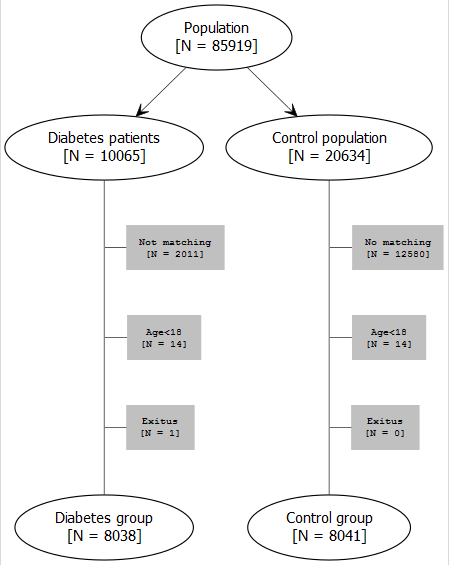 Population
[N = 85919]
Diabetes patients
[N = 10065]
Control population
[N = 20634]
Not matching
[N = 2011]
No matching
[N = 12580]
Age<18
[N = 14]
Age<18
[N = 14]
Exitus
[N = 1]
Exitus
[N = 0]
Diabetes group
[N = 8038]
Control group
[N = 8041]